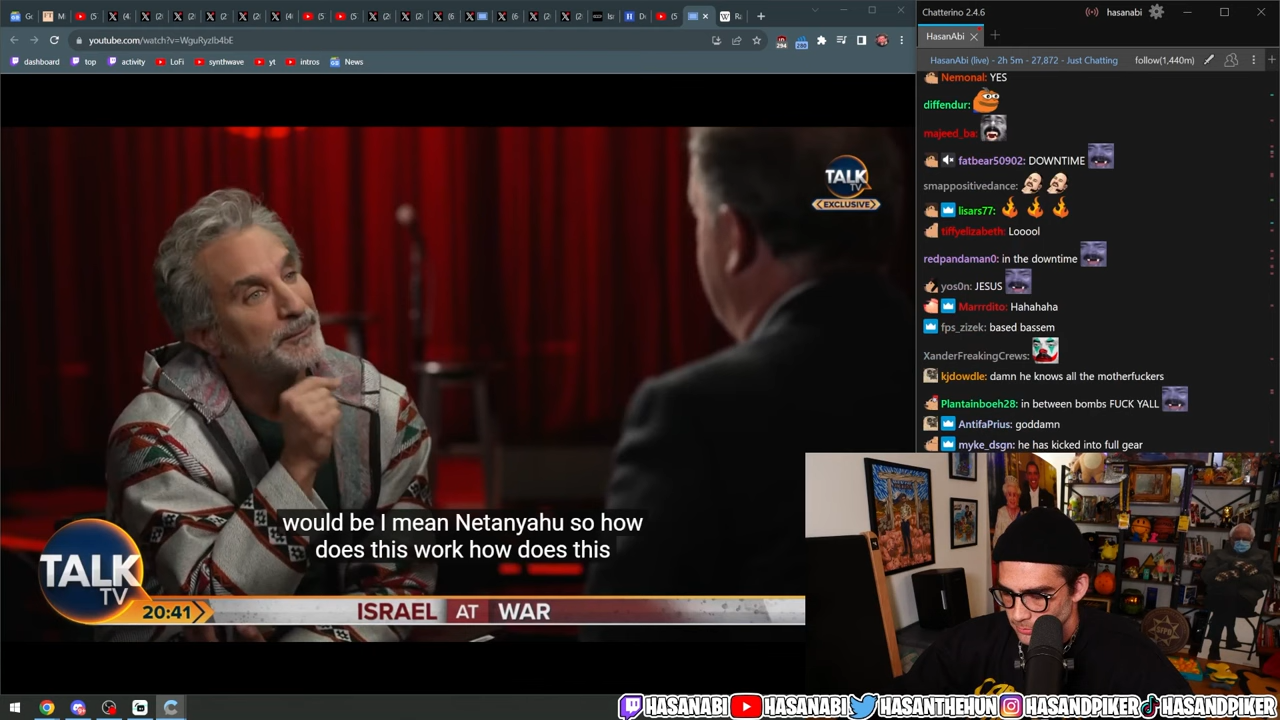 Chatterino 2.4.6
hasanabi
youtube.com/watch?v=WguRyzIb4bE
HasanAbi
dashboard
top
activity
LoFi
synthwave
yt
intros
News
HasanAbi (live) - 2h 5m - 27,872 - Just Chatting
follow(1,440m)
Nemonal: YES
diffendur:
majeed_ba:
fatbear50902: DOWNTIME
smappositivedance:
lisars77:
tiffyelizabeth: Looool
redpandaman0: in the downtime
yos0n: JESUS
Marrrdito: Hahahaha
fps_zizek: based bassem
XanderFreakingCrews:
kjdowdle: damn he knows all the motherfuckers
Plantainboeh28: in between bombs FUCK YALL
AntifaPrius: goddamn
myke_dsgn: he has kicked into full gear
TALK
TV
EXCLUSIVE
would be I mean Netanyahu so how
does this work how does this
TALK
TV
20:41
ISRAEL AT WAR
HASANABI
HASANABI
HASANTHEHUN
HASANDPIKER
HASANDPIKER